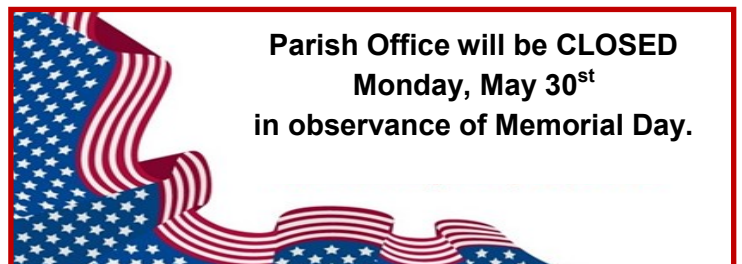 Parish Office will be CLOSED
Monday, May 30st
in observance of Memorial Day.